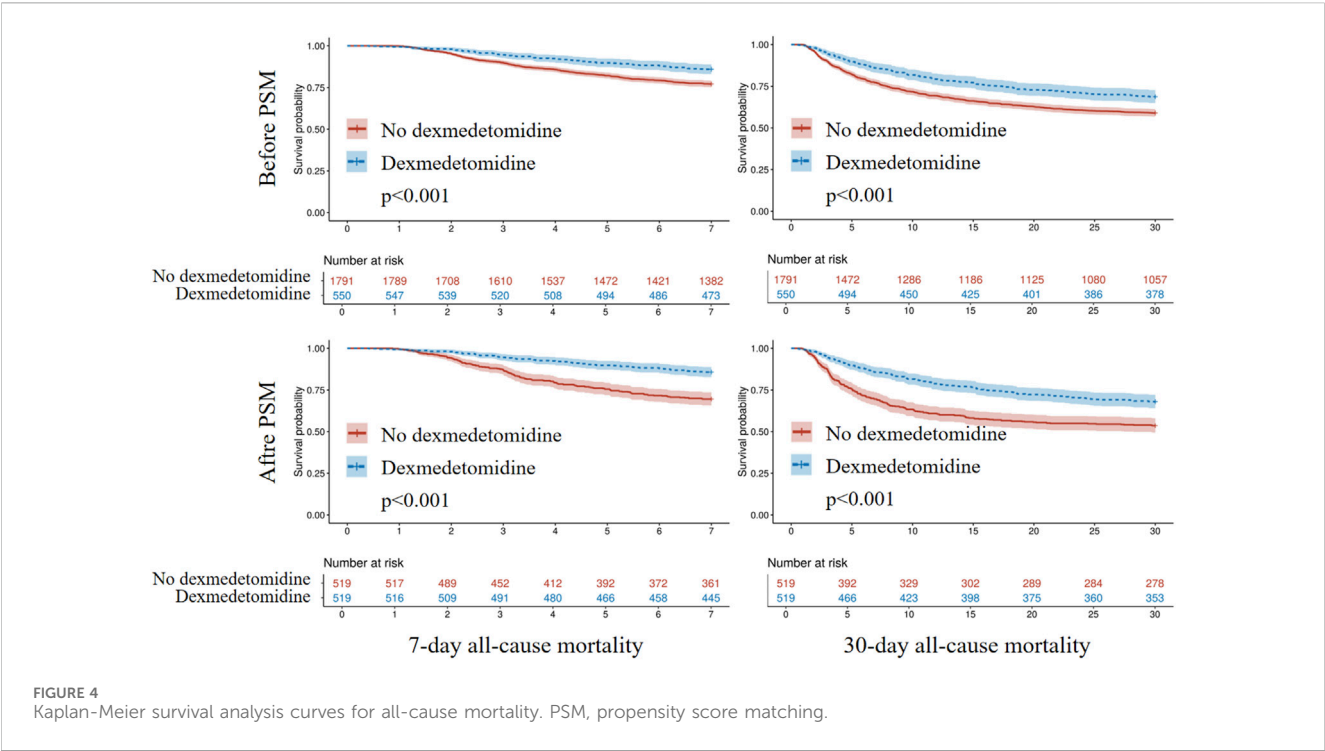 Before PSM
Survival probability
1.00
0.75
0.50
0.25
0.00
No dexmedetomidine
Dexmedetomidine
p<0.001
0 1 2 3 4 5 6 7
Survival probability
1.00
0.75
0.50
0.25
0.00
No dexmedetomidine
Dexmedetomidine
p<0.001
0 5 10 15 20 25 30
Number at risk
No dexmedetomidine 1791 1789 1708 1610 1537 1472 1421 1382
Dexmedetomidine 550 547 539 520 508 494 486 473
0 1 2 3 4 5 6 7
Number at risk
1791 1472 1286 1186 1125 1080 1057
550 494 450 425 401 386 378
0 5 10 15 20 25 30
Aftre PSM
Survival probability
1.00
0.75
0.50
0.25
0.00
No dexmedetomidine
Dexmedetomidine
p<0.001
0 1 2 3 4 5 6 7
Survival probability
1.00
0.75
0.50
0.25
0.00
No dexmedetomidine
Dexmedetomidine
p<0.001
0 5 10 15 20 25 30
Number at risk
No dexmedetomidine 519 517 489 452 412 392 372 361
Dexmedetomidine 519 516 509 491 480 466 458 445
0 1 2 3 4 5 6 7
Number at risk
519 392 329 302 289 284 278
519 466 423 398 375 360 353
0 5 10 15 20 25 30
7-day all-cause mortality
30-day all-cause mortality
FIGURE 4
Kaplan-Meier survival analysis curves for all-cause mortality. PSM, propensity score matching.